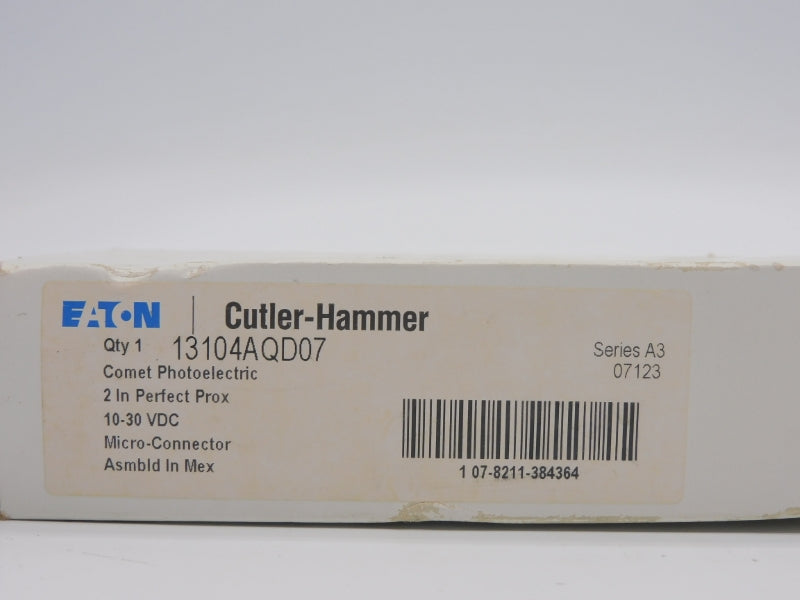 EATON | Cutler-Hammer
Qty 1 13104AQD07
Series A3
07123
Comet Photoelectric
2 In Perfect Prox
10-30 VDC
Micro-Connector
Asmbld In Mex
1 07-8211-384364